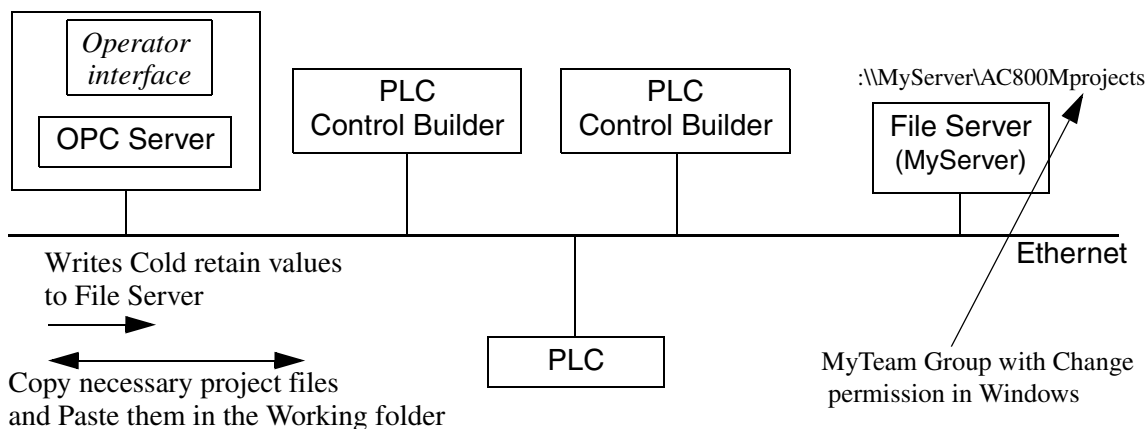 Operator
interface
OPC Server
PLC
Control Builder
PLC
Control Builder
:\\MyServer\AC800Mprojects
File Server
(MyServer)
Ethernet
Writes Cold retain values
to File Server
PLC
Copy necessary project files
and Paste them in the Working folder
MyTeam Group with Change
permission in Windows